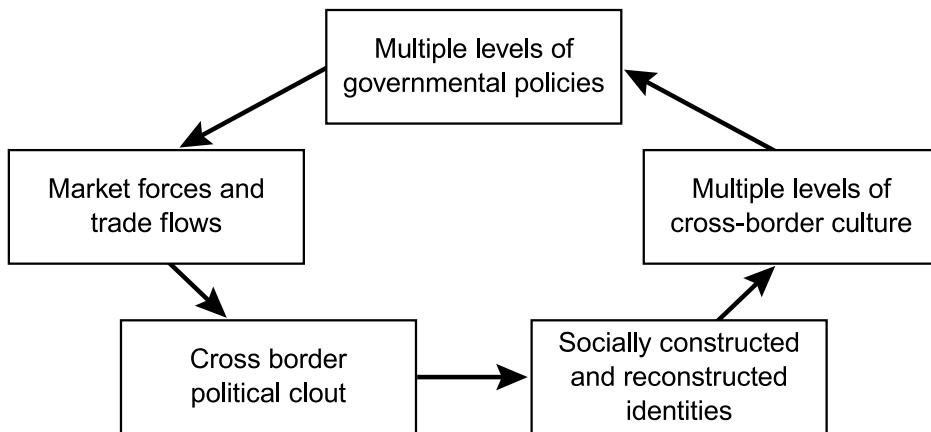 Multiple levels of
governmental policies
Market forces and
trade flows
Multiple levels of
cross-border culture
Cross border
political clout
Socially constructed
and reconstructed
identities